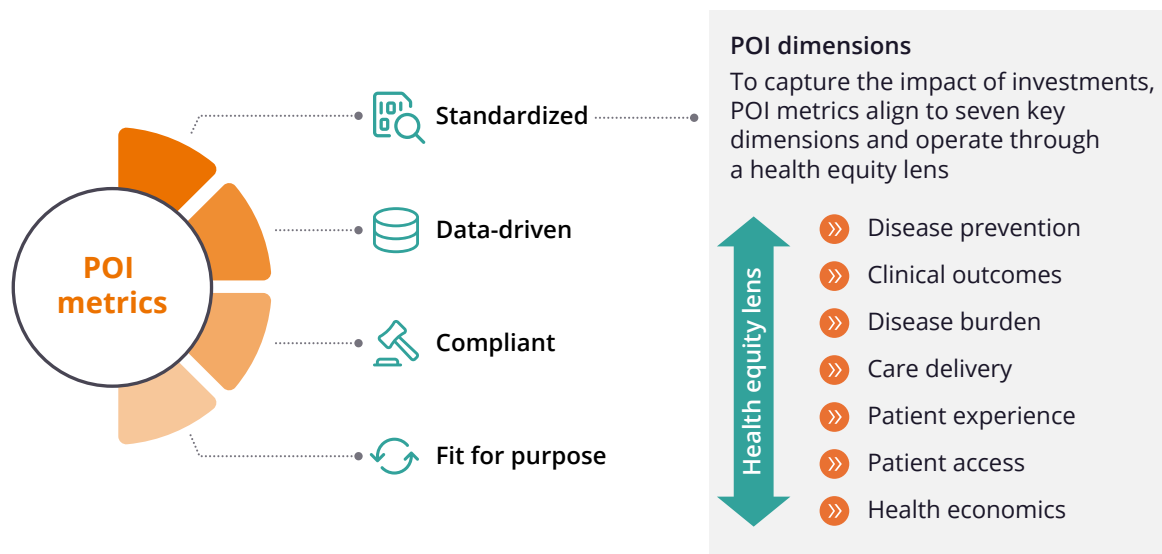 POI
metrics
Standardized
Data-driven
Compliant
Fit for purpose
POI dimensions
To capture the impact of investments,
POI metrics align to seven key
dimensions and operate through
a health equity lens
Health equity lens
Disease prevention
Clinical outcomes
Disease burden
Care delivery
Patient experience
Patient access
Health economics